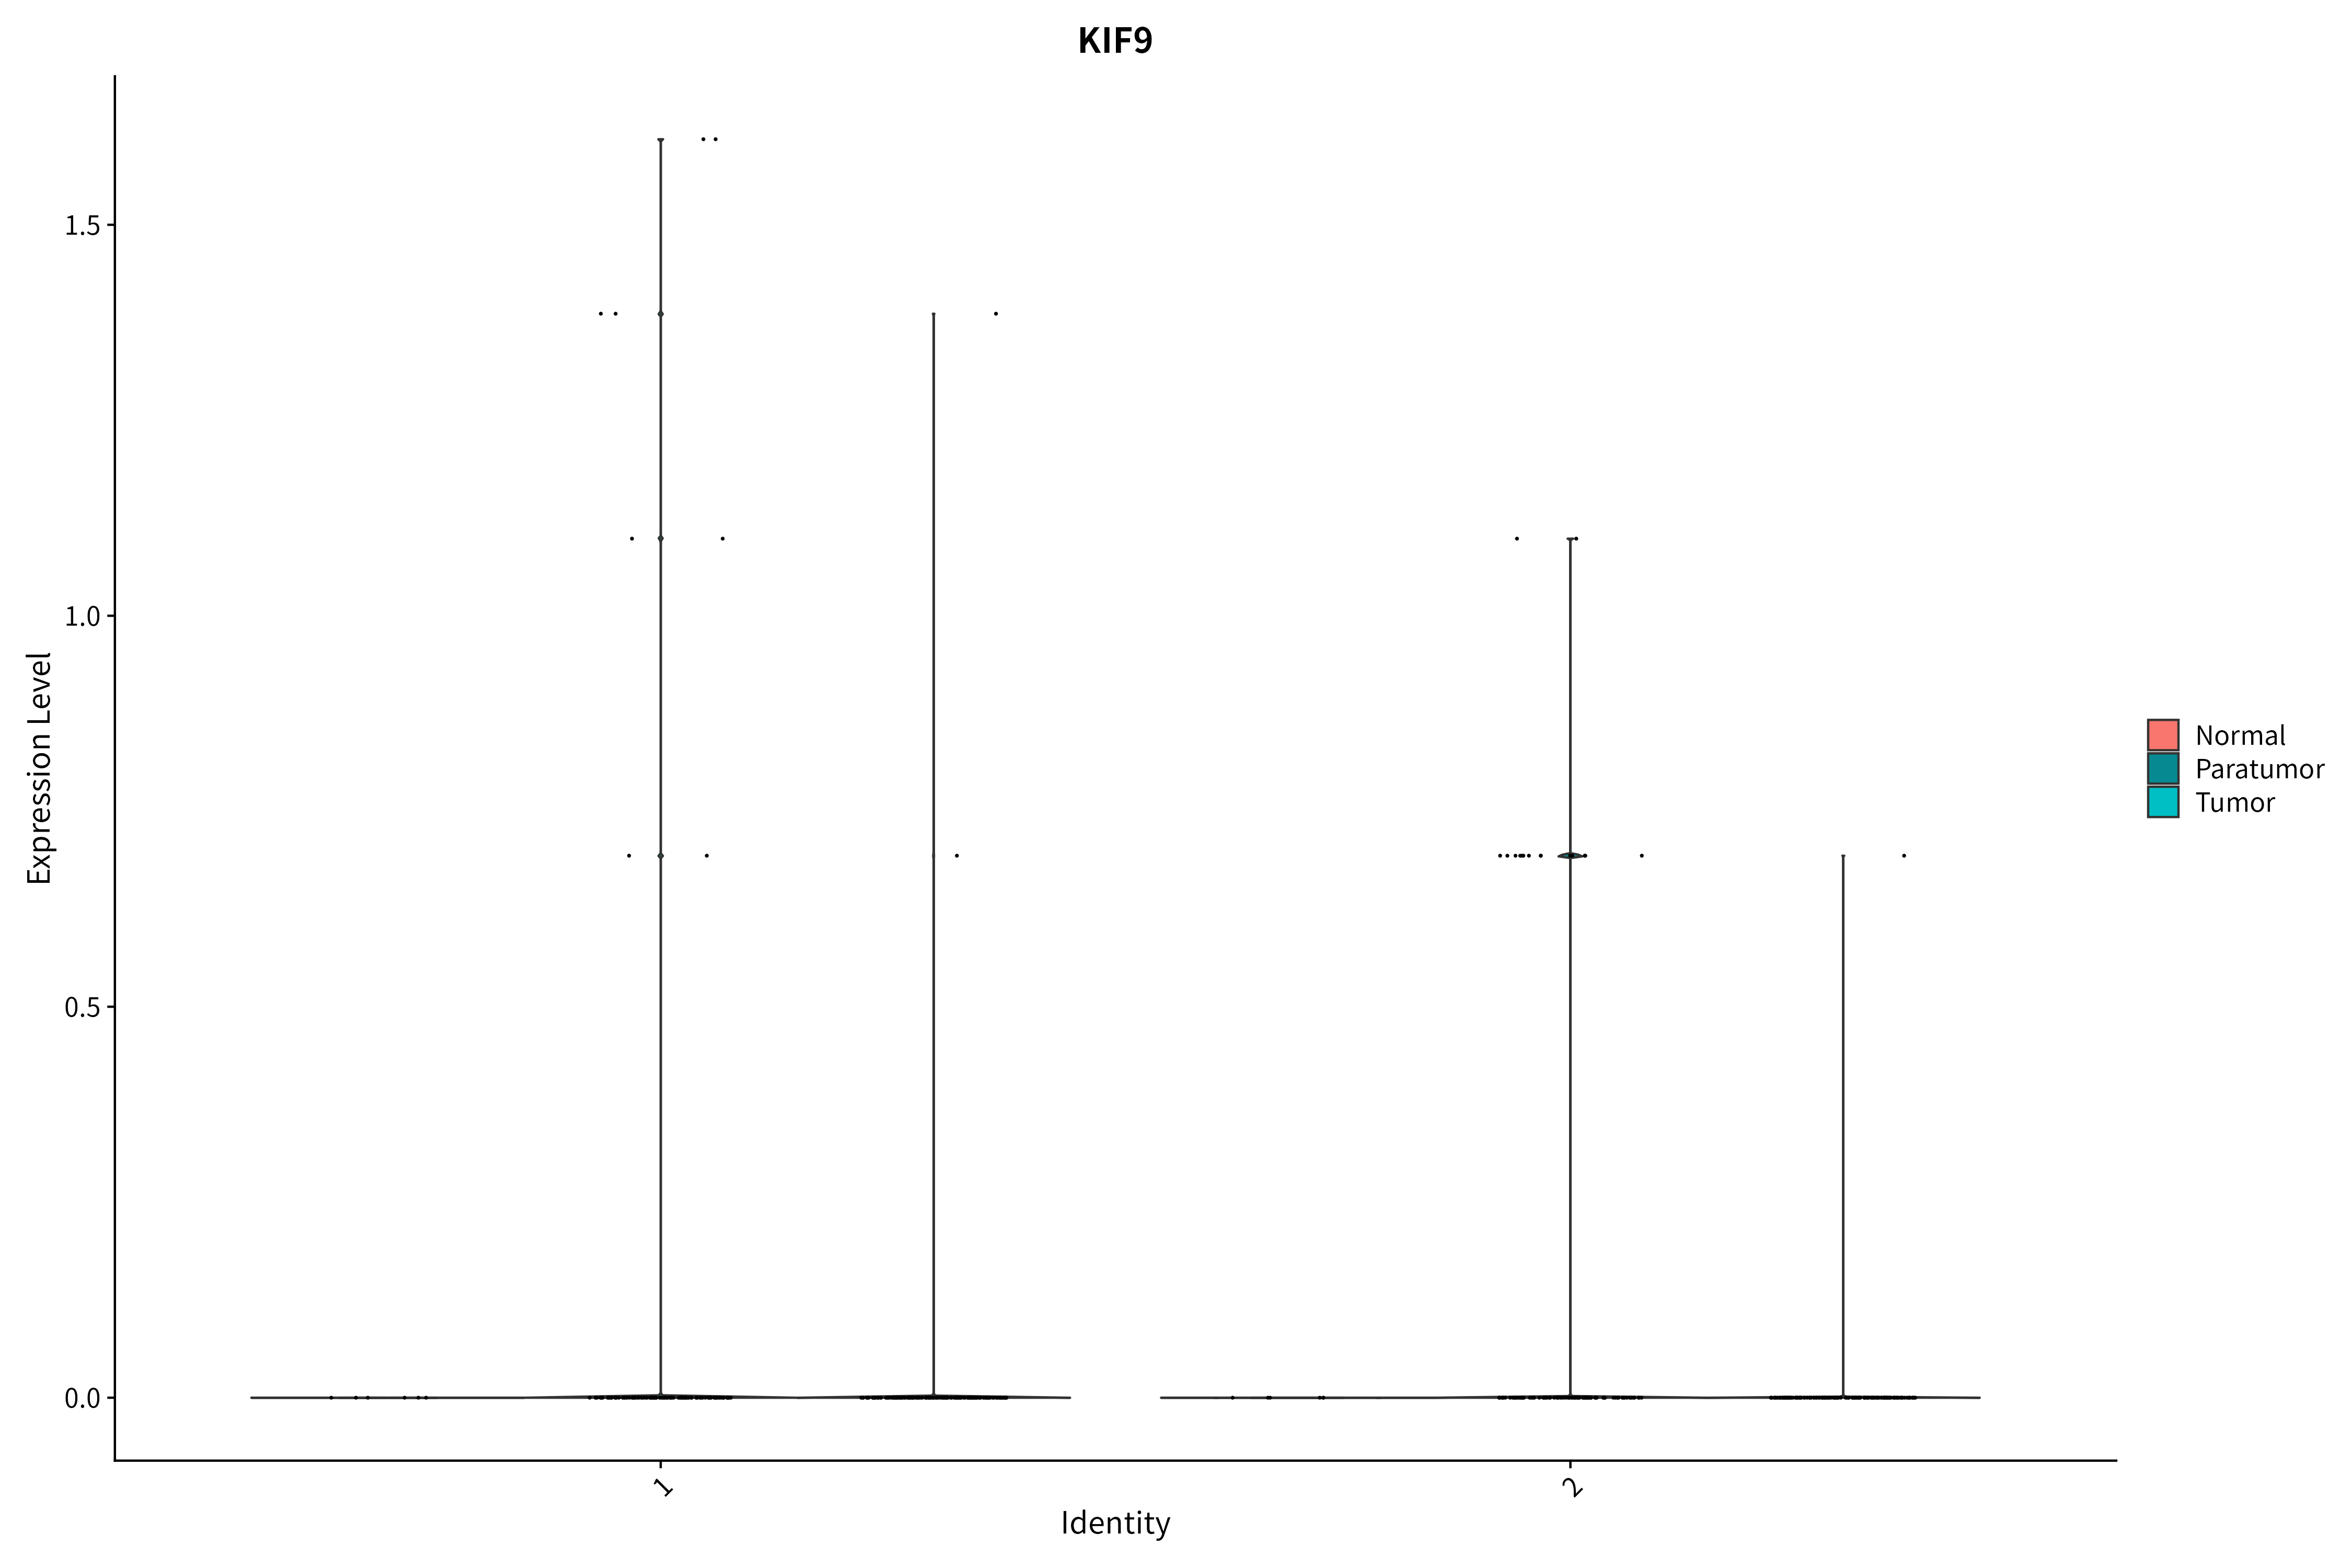 KIF9
Expression Level
1.5
1.0
0.5
0.0
1
2
Identity
Normal
Paratumor
Tumor